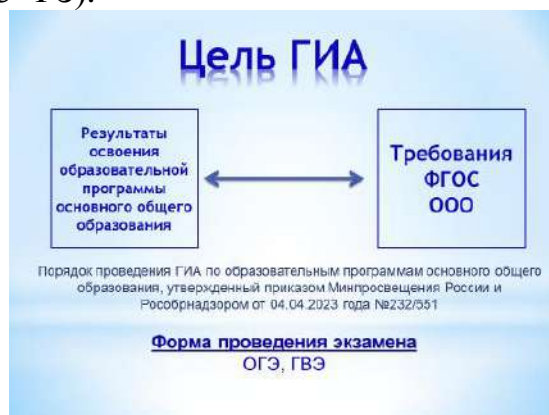 Цель ГИА
Результаты
освоения
образовательной
программы
основного общего
образования
Требования
ФГОС
ООО
Порядок проведения ГИА по образовательным программам основного общего
образования, утвержденный приказом Минпросвещения России и
Рособрнадзором от 04.04.2023 года №232/551
Форма проведения экзамена
ОГЭ, ГВЭ